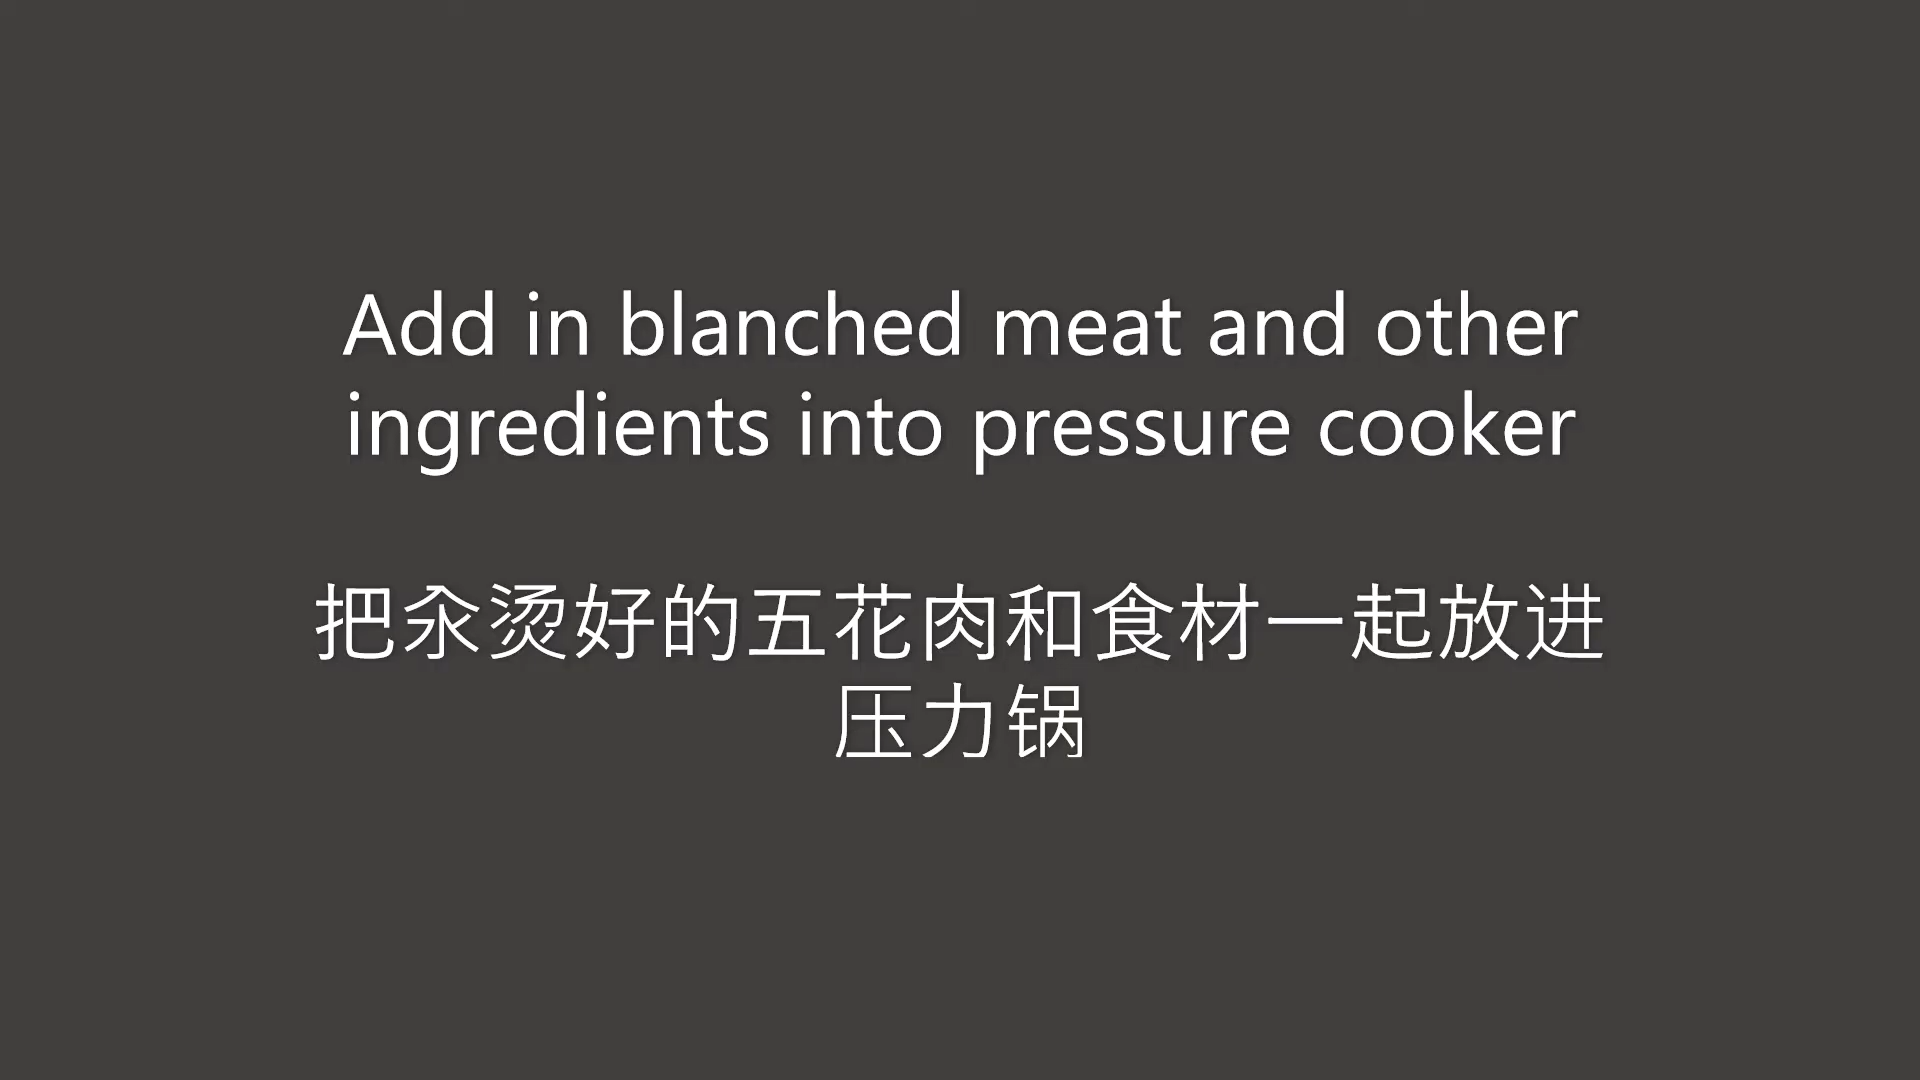 Add in blanched meat and other
ingredients into pressure cooker
把汆烫好的五花肉和食材一起放进
压力锅